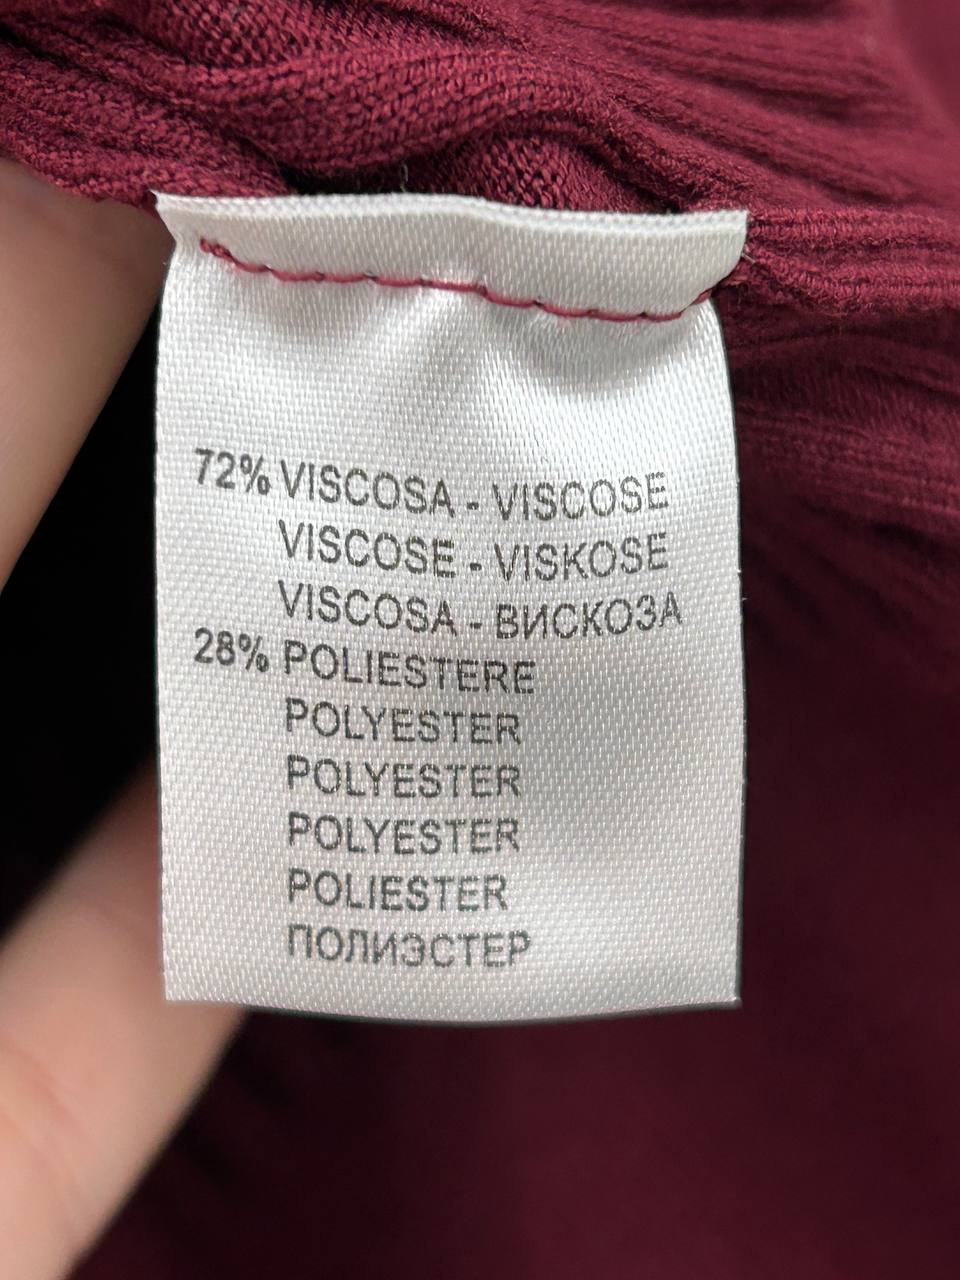 72% VISCOSA - VISCOSE
VISCOSE - VISKOSE
VISCOSA - ВИСКОЗА
28% POLIESTERE
POLYESTER
POLYESTER
POLYESTER
POLIESTER
ПОЛИЭСТЕР